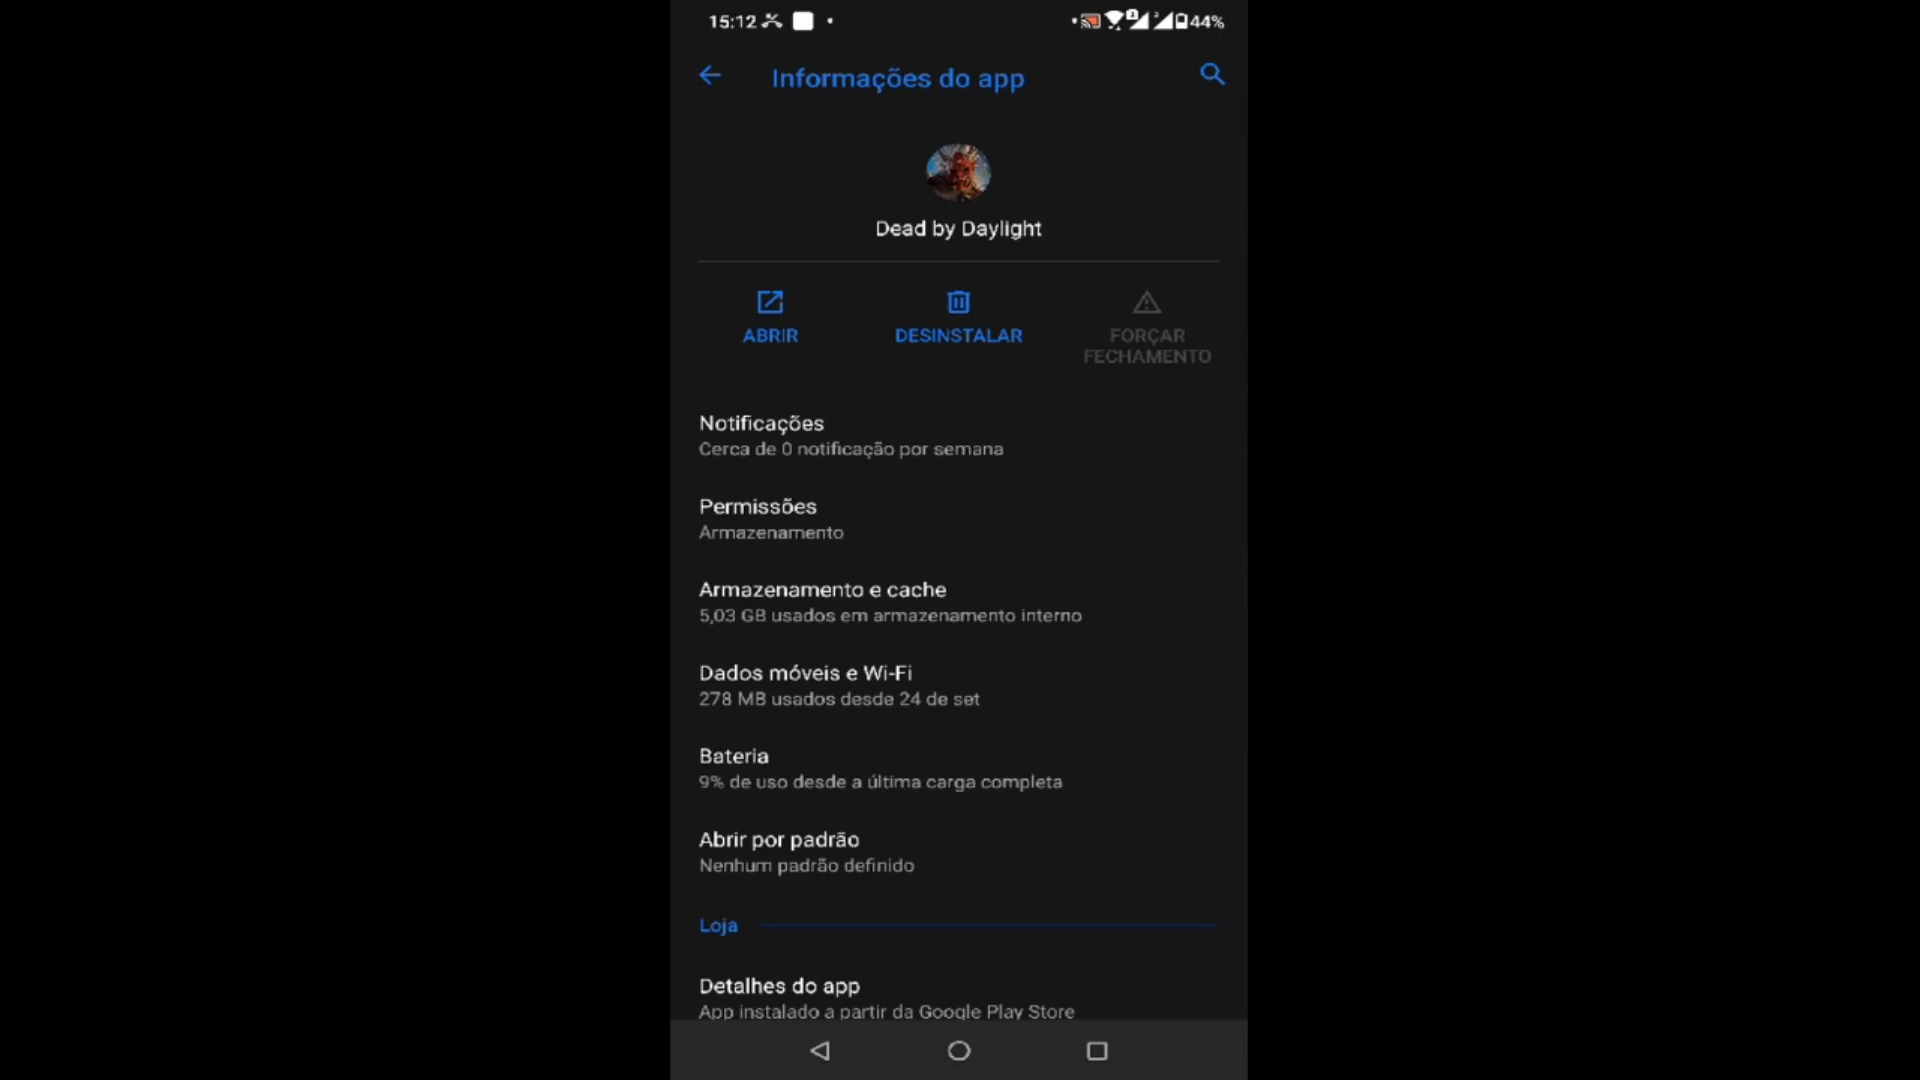 15:12
44%
Informações do app
Dead by Daylight
ABRIR
DESINSTALAR
FORÇAR
FECHAMENTO
Notificações
Cerca de 0 notificação por semana
Permissões
Armazenamento
Armazenamento e cache
5,03 GB usados em armazenamento interno
Dados móveis e Wi-Fi
278 MB usados desde 24 de set
Bateria
9% de uso desde a última carga completa
Abrir por padrão
Nenhum padrão definido
Loja
Detalhes do app
App instalado a partir da Google Play Store